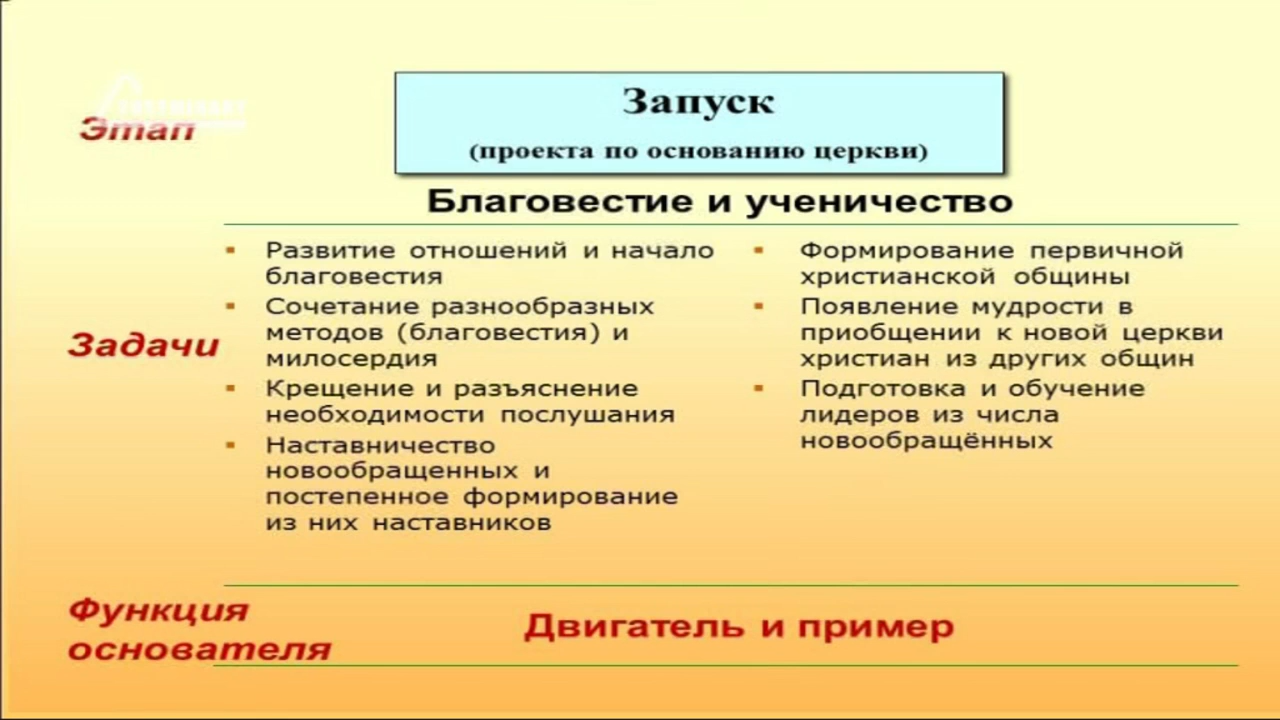 Этап
Запуск
(проекта по основанию церкви)
Благовестие и ученичество
Задачи
Развитие отношений и начало
благовестия
Сочетание разнообразных
методов (благовестия) и
милосердия
Крещение и разъяснение
необходимости послушания
Наставничество
новообращенных и
постепенное формирование
из них наставников
Формирование первичной
христианской общины
Появление мудрости в
приобщении к новой церкви
христиан из других общин
Подготовка и обучение
лидеров из числа
новообращённых
Функция
основателя
Двигатель и пример